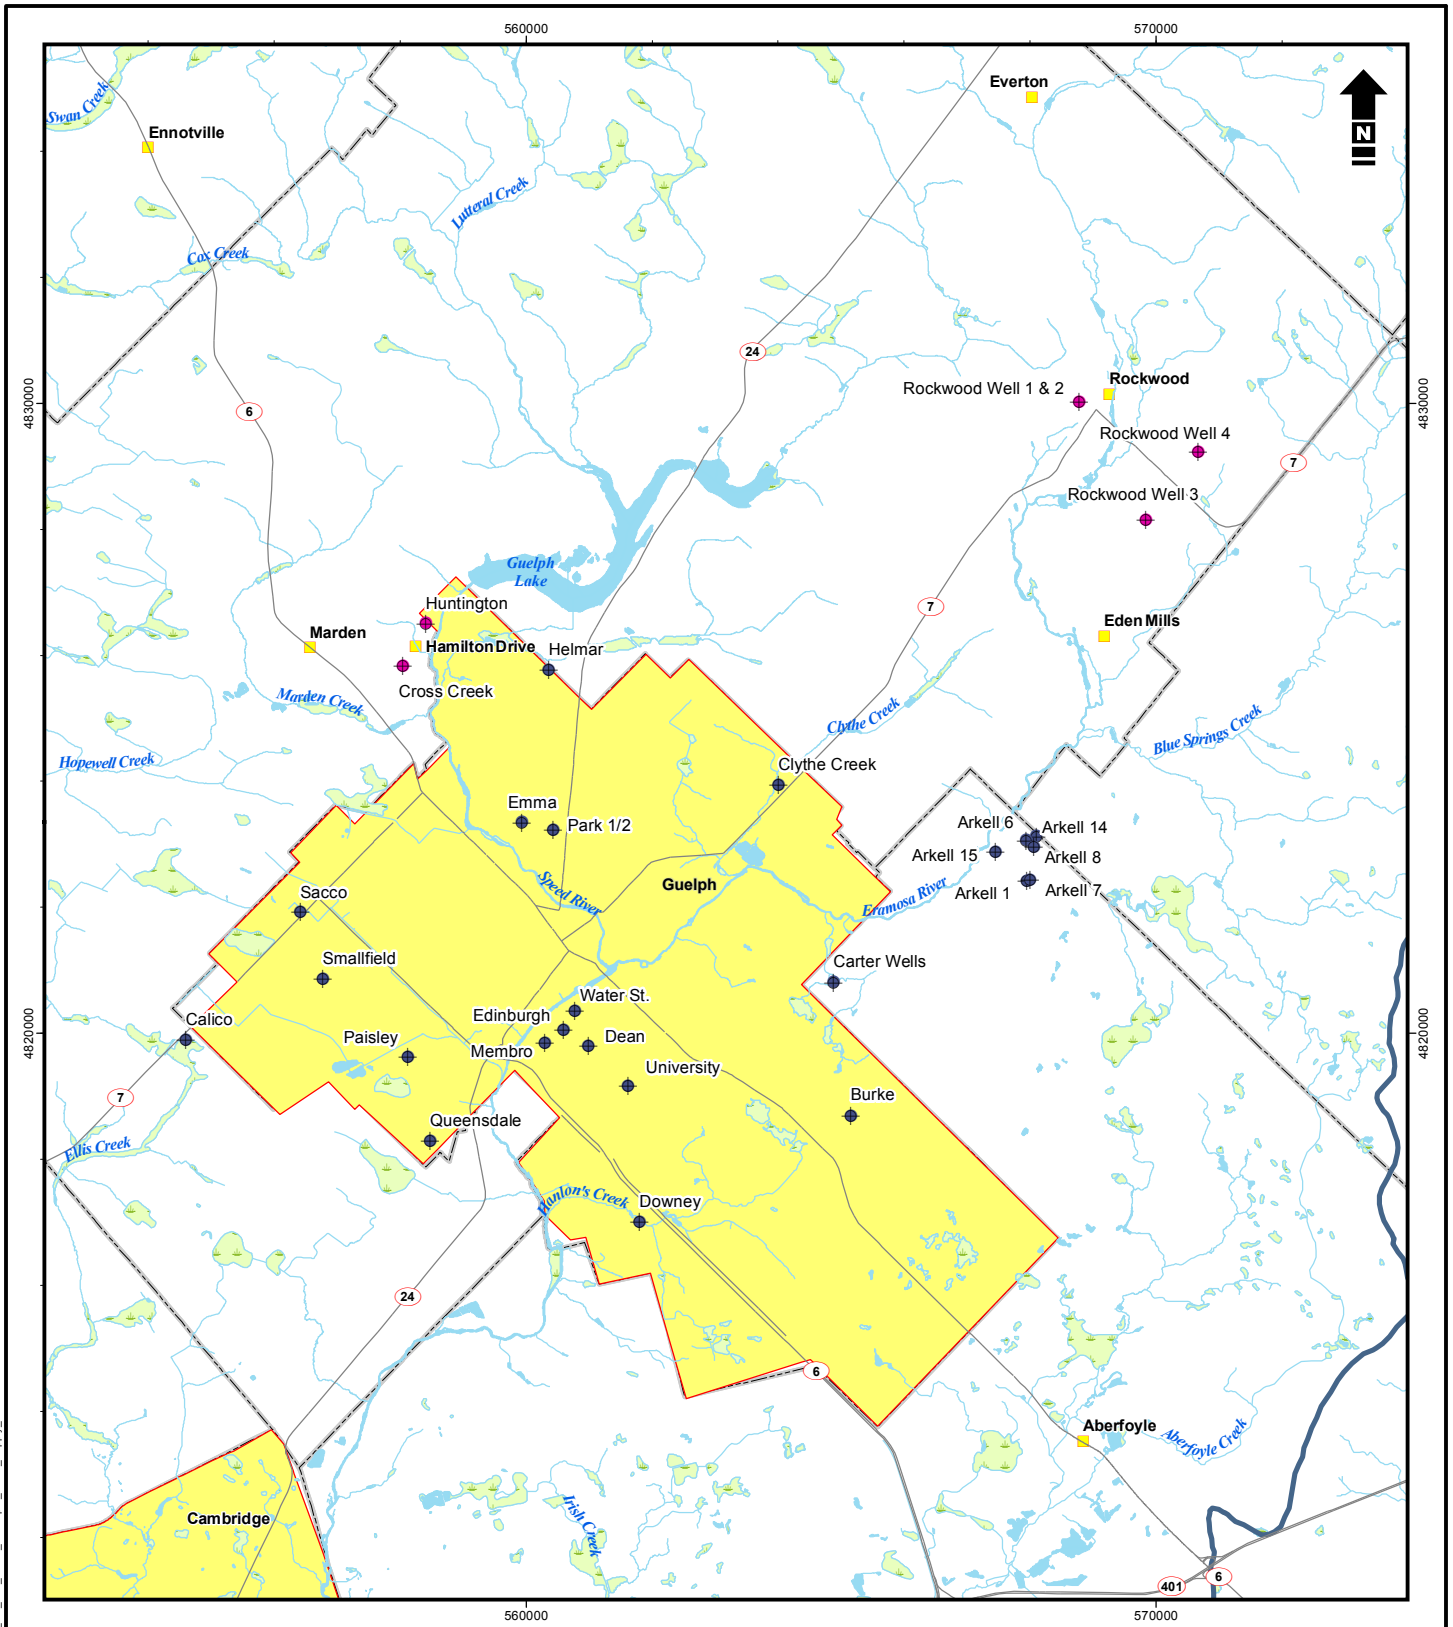 560000
570000
Everton
Swan Creek
Ennotville
N
Lutteral Creek
Cox Creek
24
Rockwood
Rockwood Well 1 & 2
4830000
4830000
6
Rockwood Well 4
7
Rockwood Well 3
Guelph
Lake
Huntington
7
Eden Mills
Marden
Hamilton Drive
Helmar
Cross Creek
Marden Creek
Clythe Creek
Blue Springs Creek
Hopewell Creek
Clythe Creek
Emma
Park 1/2
Arkell 6
Arkell 14
Arkell 15
Arkell 8
Guelph
Speed River
Sacco
Eramosa River
Arkell 1
Arkell 7
Smallfield
Carter Wells
Water St.
Calico
Edinburgh
4820000
4820000
Paisley
Dean
Membro
University
7
Burke
Queensdale
Ellis Creek
Hanlon's Creek
Downey
24
6
Aberfoyle
Aberfoyle Creek
Cambridge
Irish Creek
401
6
560000
570000